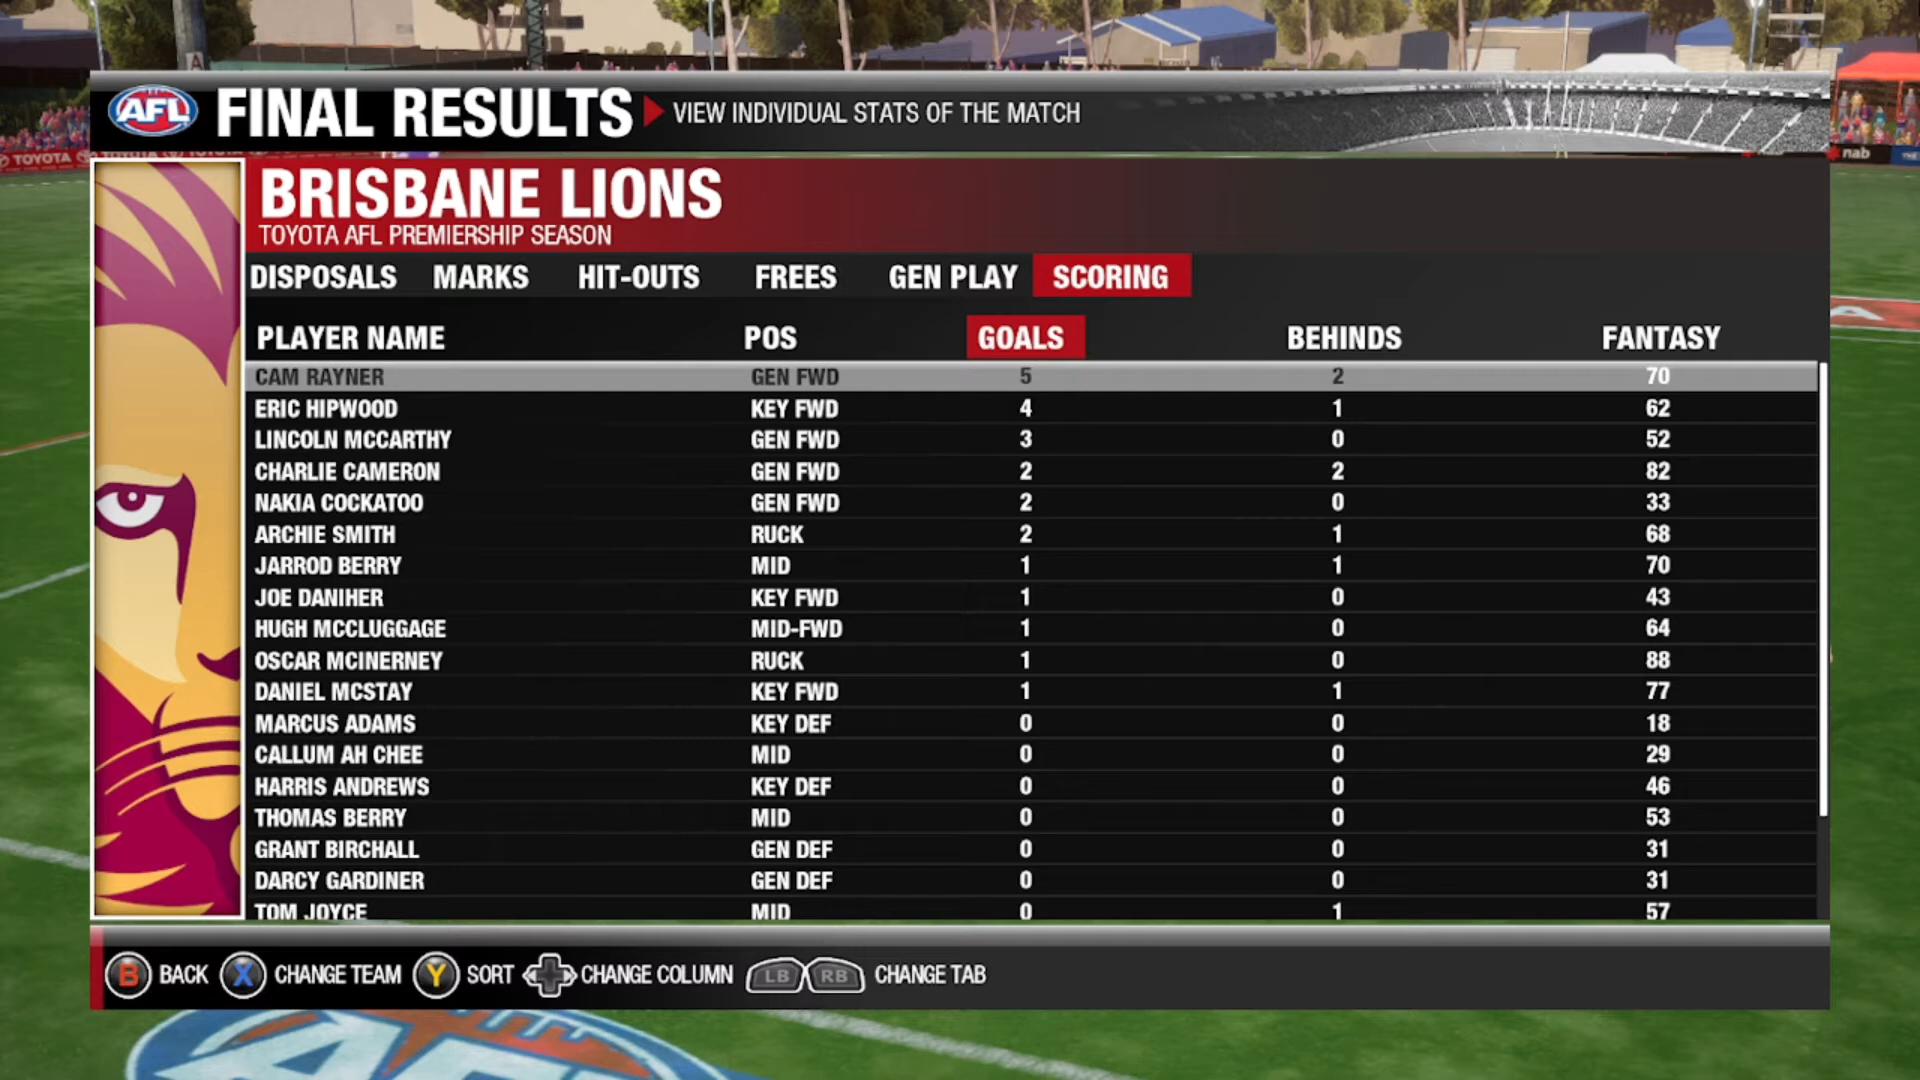 A
TOYOTA
nab
AFL FINAL RESULTS VIEW INDIVIDUAL STATS OF THE MATCH
BRISBANE LIONS
TOYOTA AFL PREMIERSHIP SEASON
DISPOSALS MARKS HIT-OUTS FREES GEN PLAY SCORING
PLAYER NAME POS GOALS BEHINDS FANTASY
CAM RAYNER GEN FWD 5 2 70
ERIC HIPWOOD KEY FWD 4 1 62
LINCOLN MCCARTHY GEN FWD 3 0 52
CHARLIE CAMERON GEN FWD 2 2 82
NAKIA COCKATOO GEN FWD 2 0 33
ARCHIE SMITH RUCK 2 1 68
JARROD BERRY MID 1 1 70
JOE DANIHER KEY FWD 1 0 43
HUGH MCCLUGGAGE MID-FWD 1 0 64
OSCAR MCINERNEY RUCK 1 0 88
DANIEL MCSTAY KEY FWD 1 1 77
MARCUS ADAMS KEY DEF 0 0 18
CALLUM AH CHEE MID 0 0 29
HARRIS ANDREWS KEY DEF 0 0 46
THOMAS BERRY MID 0 0 53
GRANT BIRCHALL GEN DEF 0 0 31
DARCY GARDINER GEN DEF 0 0 31
TOM JOYCE MID 0 1 57
B BACK X CHANGE TEAM Y SORT CHANGE COLUMN LB RB CHANGE TAB